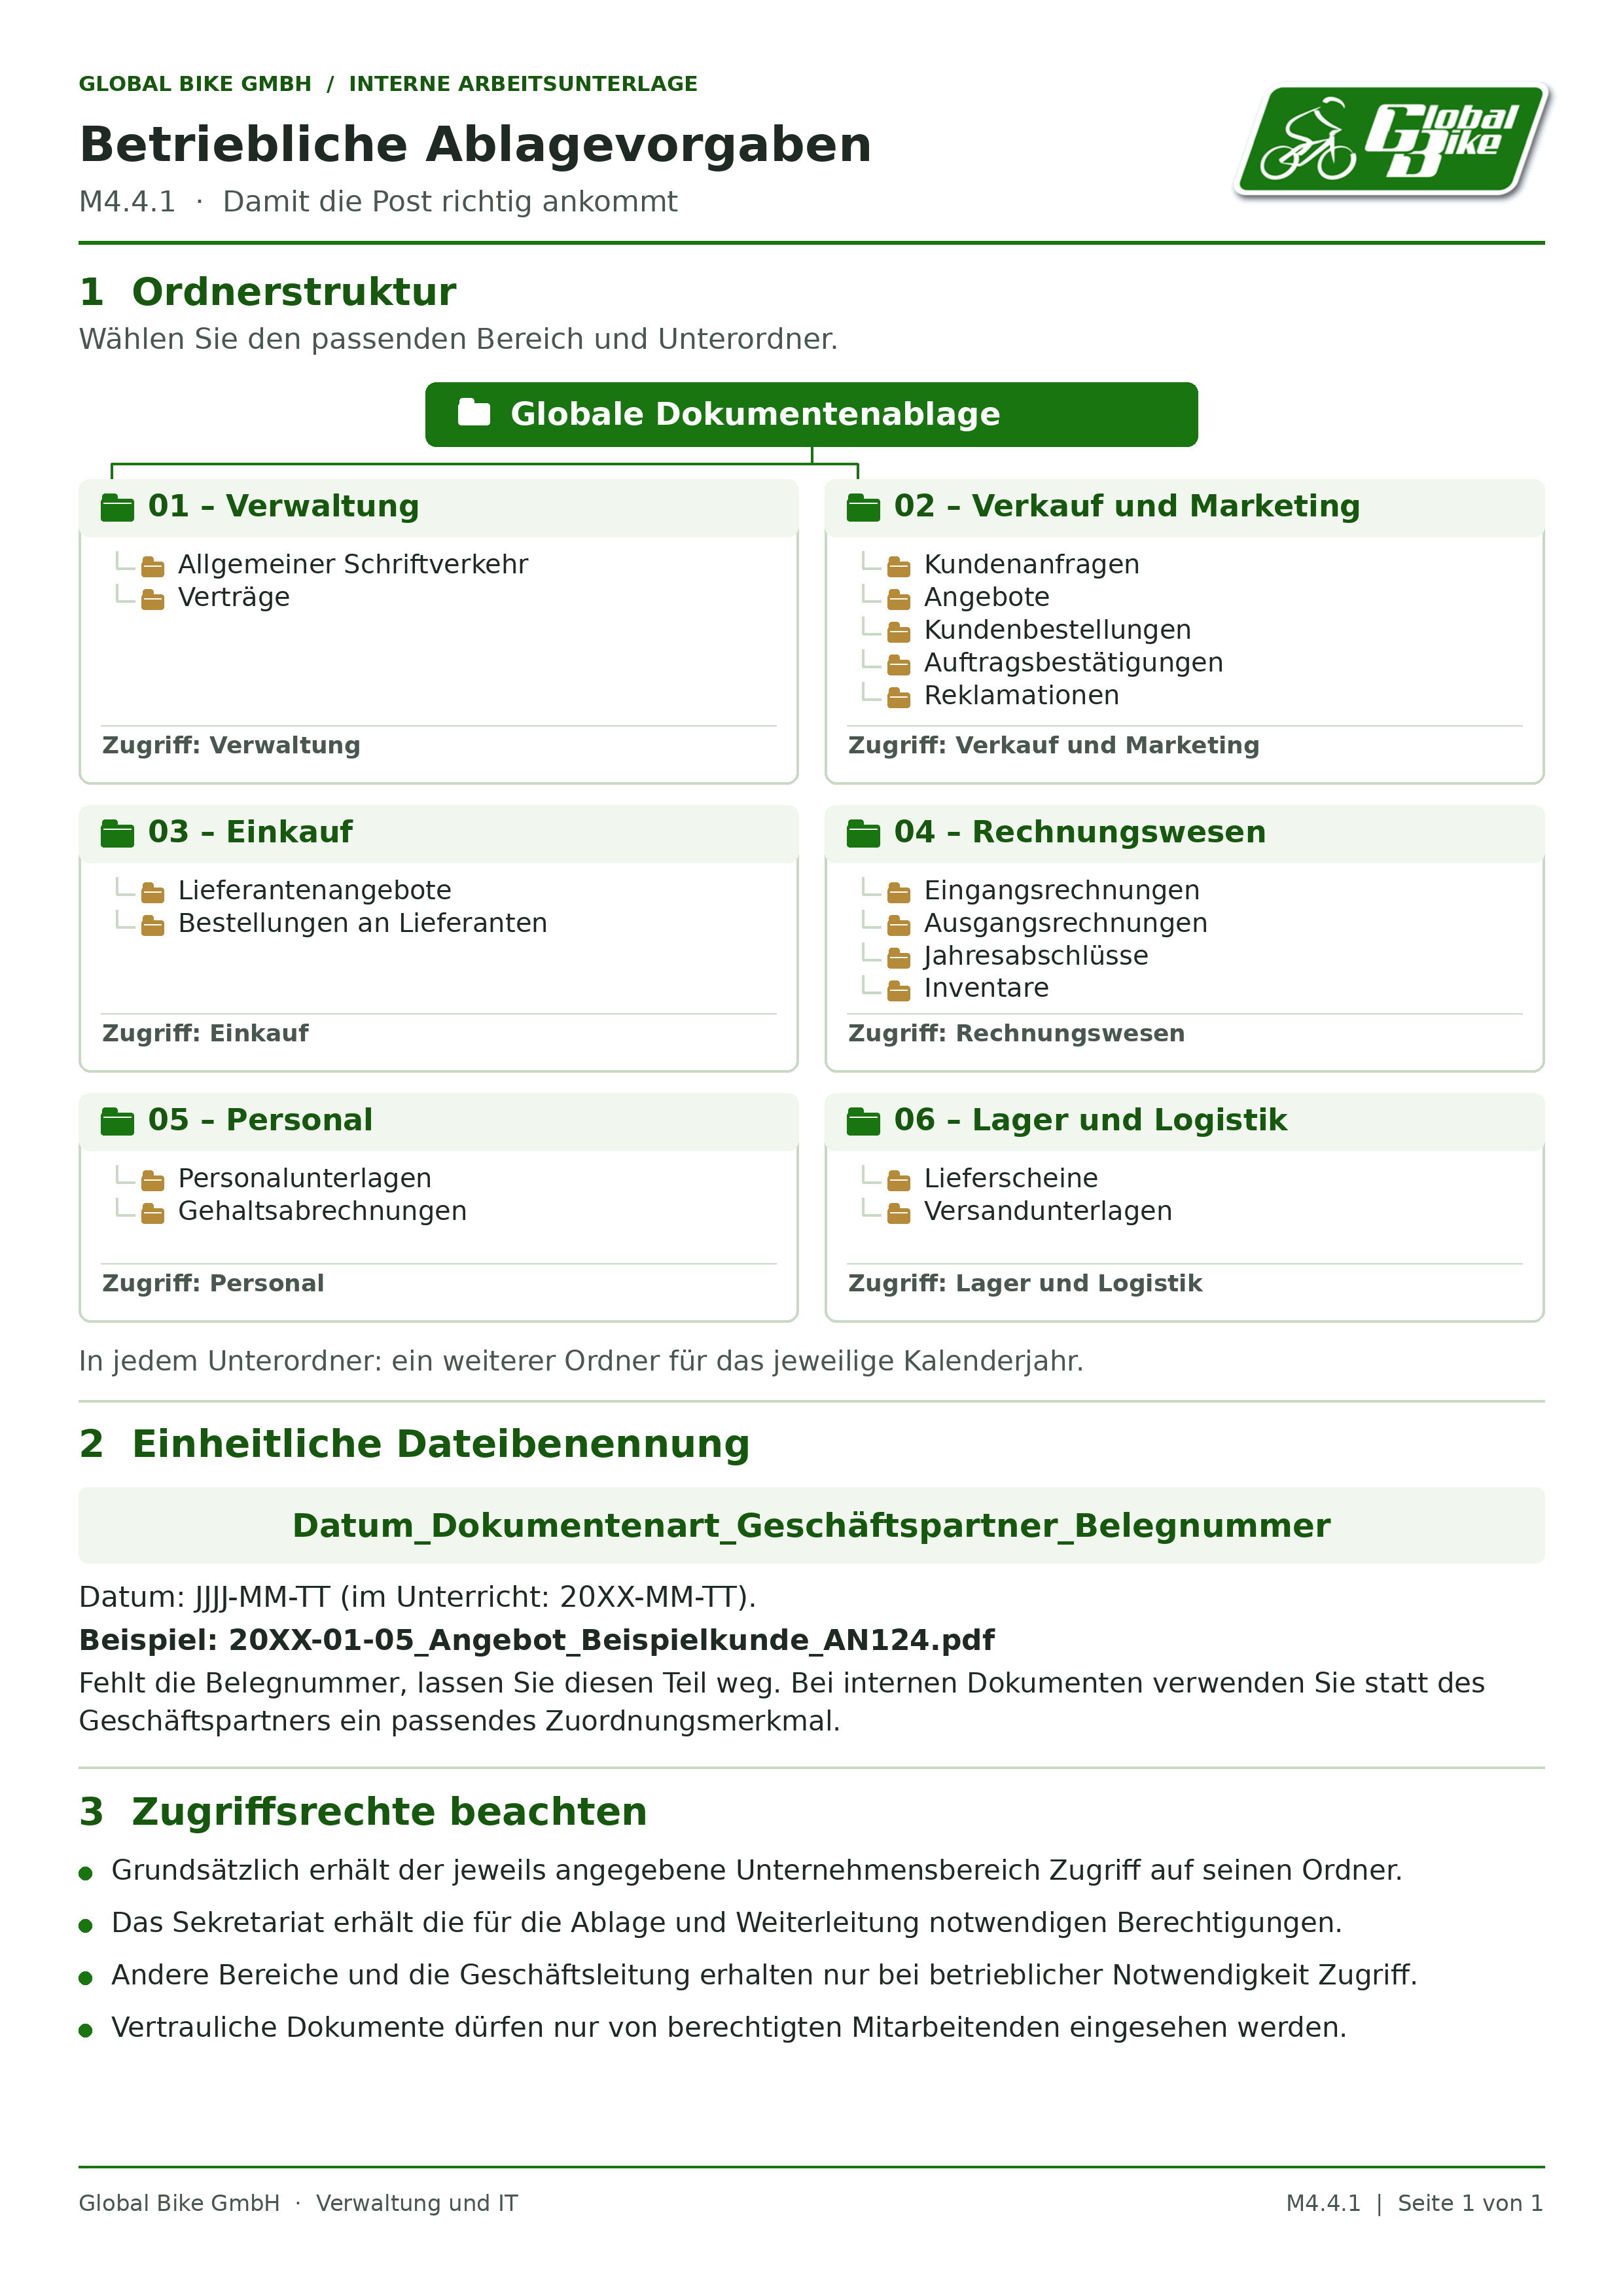 GLOBAL BIKE GMBH / INTERNE ARBEITSUNTERLAGE
Betriebliche Ablagevorgaben
M4.4.1 · Damit die Post richtig ankommt
Global
Bike
1 Ordnerstruktur
Wählen Sie den passenden Bereich und Unterordner.
Globale Dokumentenablage
01 – Verwaltung
Allgemeiner Schriftverkehr
Verträge
Zugriff: Verwaltung
02 – Verkauf und Marketing
Kundenanfragen
Angebote
Kundenbestellungen
Auftragsbestätigungen
Reklamationen
Zugriff: Verkauf und Marketing
03 – Einkauf
Lieferantenangebote
Bestellungen an Lieferanten
Zugriff: Einkauf
04 – Rechnungswesen
Eingangsrechnungen
Ausgangsrechnungen
Jahresabschlüsse
Inventare
Zugriff: Rechnungswesen
05 – Personal
Personalunterlagen
Gehaltsabrechnungen
Zugriff: Personal
06 – Lager und Logistik
Lieferscheine
Versandunterlagen
Zugriff: Lager und Logistik
In jedem Unterordner: ein weiterer Ordner für das jeweilige Kalenderjahr.
2 Einheitliche Dateibenennung
Datum_Dokumentenart_Geschäftspartner_Belegnummer
Datum: JJJJ-MM-TT (im Unterricht: 20XX-MM-TT).
Beispiel: 20XX-01-05_Angebot_Beispielkunde_AN124.pdf
Fehlt die Belegnummer, lassen Sie diesen Teil weg. Bei internen Dokumenten verwenden Sie statt des
Geschäftspartners ein passendes Zuordnungsmerkmal.
3 Zugriffsrechte beachten
● Grundsätzlich erhält der jeweils angegebene Unternehmensbereich Zugriff auf seinen Ordner.
● Das Sekretariat erhält die für die Ablage und Weiterleitung notwendigen Berechtigungen.
● Andere Bereiche und die Geschäftsleitung erhalten nur bei betrieblicher Notwendigkeit Zugriff.
● Vertrauliche Dokumente dürfen nur von berechtigten Mitarbeitenden eingesehen werden.
Global Bike GmbH · Verwaltung und IT
M4.4.1 | Seite 1 von 1